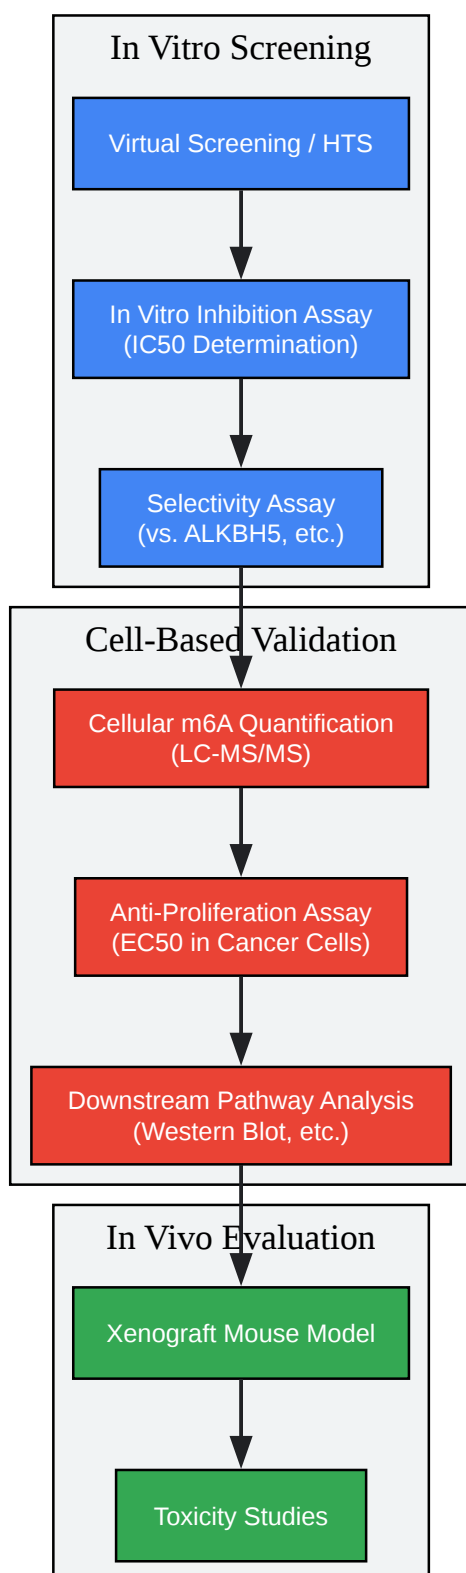 In Vitro Screening
Virtual Screening / HTS
In Vitro Inhibition Assay
(IC50 Determination)
Selectivity Assay
(vs. ALKBH5, etc.)
Cell-Based Validation
Cellular m6A Quantification
(LC-MS/MS)
Anti-Proliferation Assay
(EC50 in Cancer Cells)
Downstream Pathway Analysis
(Western Blot, etc.)
In Vivo Evaluation
Xenograft Mouse Model
Toxicity Studies